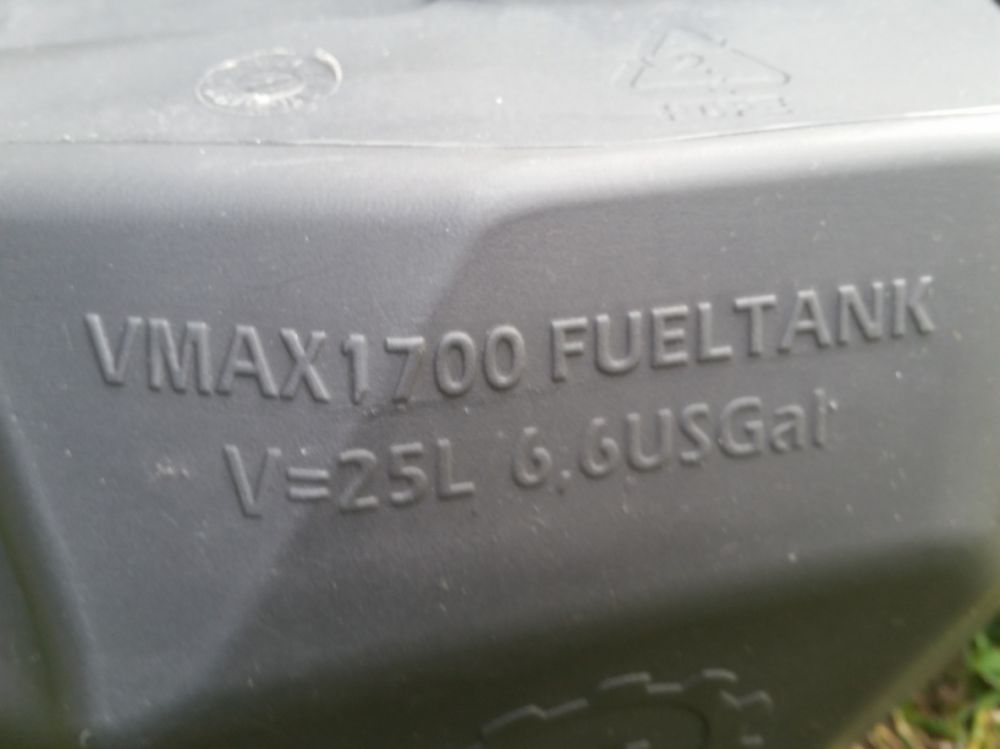 VMAX1700 FUELTANK
V=25L 6.6USGal